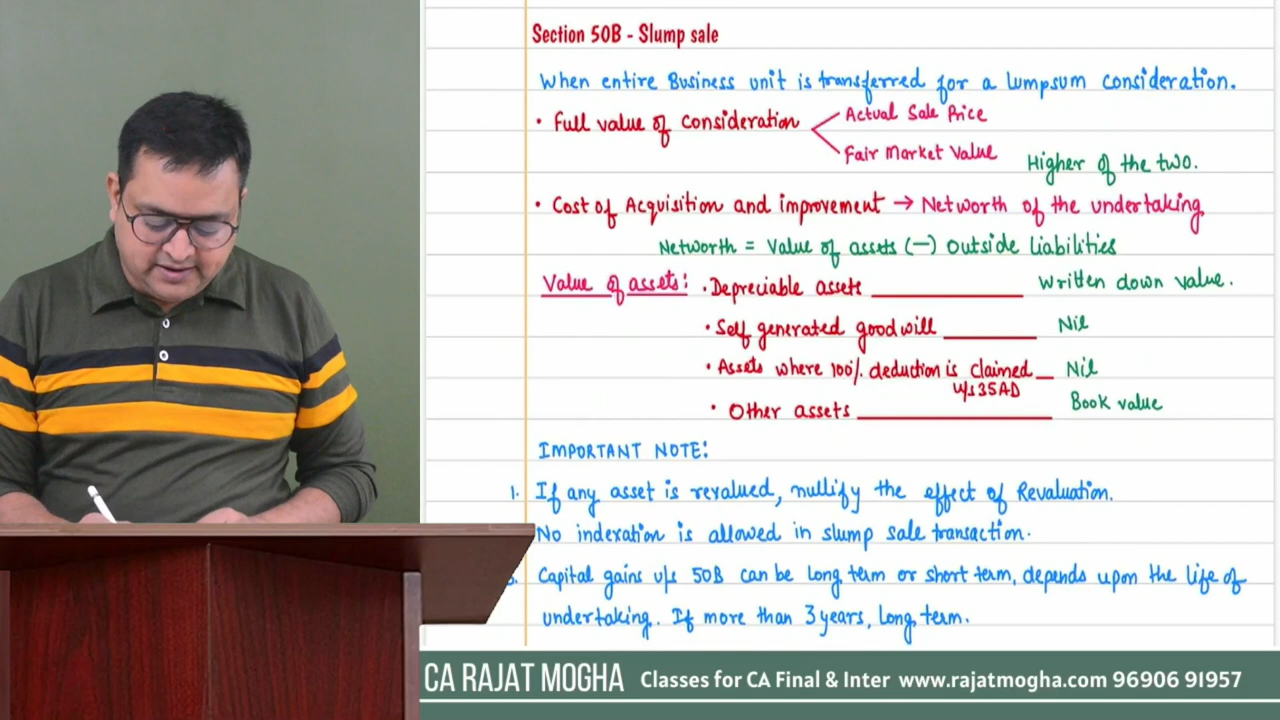 Section 50B - Slump sale
When entire Business unit is transferred for a lumpsum consideration.
• Full value of consideration
Actual Sale Price
Fair Market Value
Higher of the two.
• Cost of Acquisition and improvement → Networth of the undertaking
Networth = Value of assets (-) Outside liabilities
Value of assets: • Depreciable assets Written down value.
• Self generated goodwill Nil
• Assets where 100% deduction is claimed Nil
u/s 35AD
• Other assets Book value
IMPORTANT NOTE:
1. If any asset is revalued, nullify the effect of Revaluation.
No indexation is allowed in slump sale transaction.
Capital gains u/s 50B can be long term or short term, depends upon the life of
undertaking. If more than 3 years, long term.
CA RAJAT MOGHA Classes for CA Final & Inter www.rajatmogha.com 96906 91957